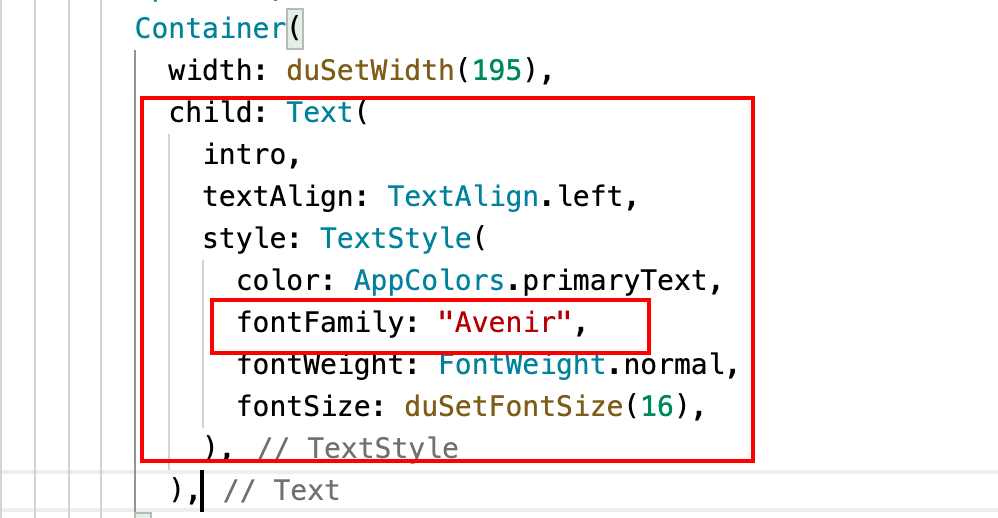 Container(
width: duSetWidth(195),
child: Text(
intro,
textAlign: TextAlign.left,
style: TextStyle(
color: AppColors.primaryText,
fontFamily: "Avenir",
fontWeight: FontWeight.normal,
fontSize: duSetFontSize(16),
), // TextStyle
), // Text